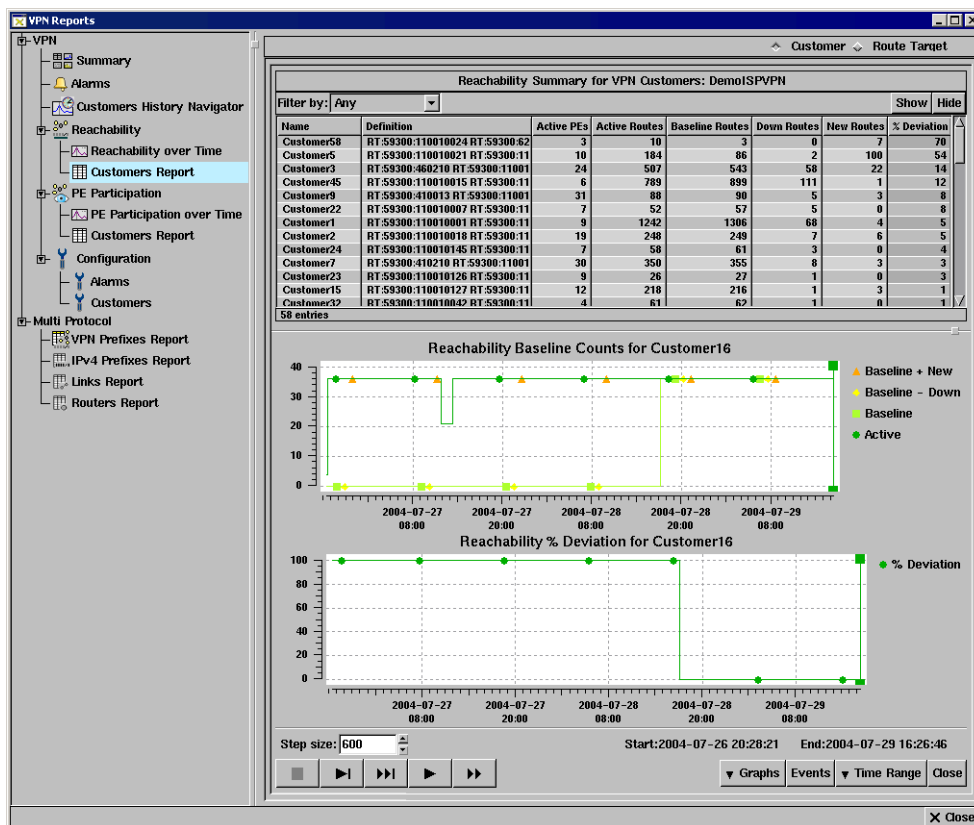 VPN Reports
VPN
Summary
Alarms
Customers History Navigator
Reachability
Reachability over Time
Customers Report
PE Participation
PE Participation over Time
Customers Report
Configuration
Alarms
Customers
Multi Protocol
VPN Prefixes Report
IPv4 Prefixes Report
Links Report
Routers Report
Customer Route Target
Reachability Summary for VPN Customers: DemoISPVPN
Filter by: Any Show Hide
Name Definition Active PEs Active Routes Baseline Routes Down Routes New Routes % Deviation
Customer58 RT:59300:110010024 RT:59300:62 3 10 3 0 7 70
Customer5 RT:59300:110010021 RT:59300:11 10 184 86 2 100 54
Customer3 RT:59300:460210 RT:59300:11001 24 507 543 58 22 14
Customer45 RT:59300:110010015 RT:59300:11 6 789 899 111 1 12
Customer9 RT:59300:410013 RT:59300:11001 31 88 90 5 3 8
Customer22 RT:59300:110010007 RT:59300:11 7 52 57 5 0 8
Customer1 RT:59300:110010001 RT:59300:11 9 1242 1306 68 4 5
Customer2 RT:59300:110010018 RT:59300:11 19 248 249 7 6 5
Customer24 RT:59300:110010145 RT:59300:11 7 58 61 3 0 4
Customer7 RT:59300:410210 RT:59300:11001 30 350 355 8 3 3
Customer23 RT:59300:110010126 RT:59300:11 9 26 27 1 0 3
Customer15 RT:59300:110010127 RT:59300:11 12 218 216 1 3 1
Customer32 RT:59300:110010042 RT:59300:11 4 61 62 1 0 1
58 entries
Reachability Baseline Counts for Customer16
40
30
20
10
0
2004-07-27 08:00
2004-07-27 20:00
2004-07-28 08:00
2004-07-28 20:00
2004-07-29 08:00
Baseline + New
Baseline - Down
Baseline
Active
Reachability % Deviation for Customer16
100
80
60
40
20
0
2004-07-27 08:00
2004-07-27 20:00
2004-07-28 08:00
2004-07-28 20:00
2004-07-29 08:00
% Deviation
Step size: 600 Start:2004-07-26 20:28:21 End:2004-07-29 16:26:46
Graphs Events Time Range Close
Close